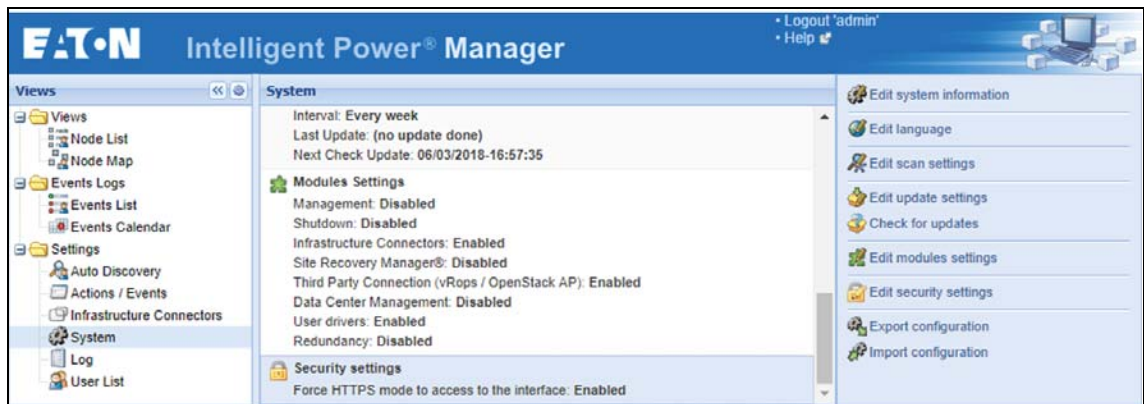 EATON
Intelligent Power® Manager
• Logout 'admin'
• Help
Views
Views
Node List
Node Map
Events Logs
Events List
Events Calendar
Settings
Auto Discovery
Actions / Events
Infrastructure Connectors
System
Log
User List
System
Interval: Every week
Last Update: (no update done)
Next Check Update: 06/03/2018-16:57:35
Modules Settings
Management: Disabled
Shutdown: Disabled
Infrastructure Connectors: Enabled
Site Recovery Manager®: Disabled
Third Party Connection (vRops / OpenStack AP): Enabled
Data Center Management: Disabled
User drivers: Enabled
Redundancy: Disabled
Security settings
Force HTTPS mode to access to the interface: Enabled
Edit system information
Edit language
Edit scan settings
Edit update settings
Check for updates
Edit modules settings
Edit security settings
Export configuration
Import configuration